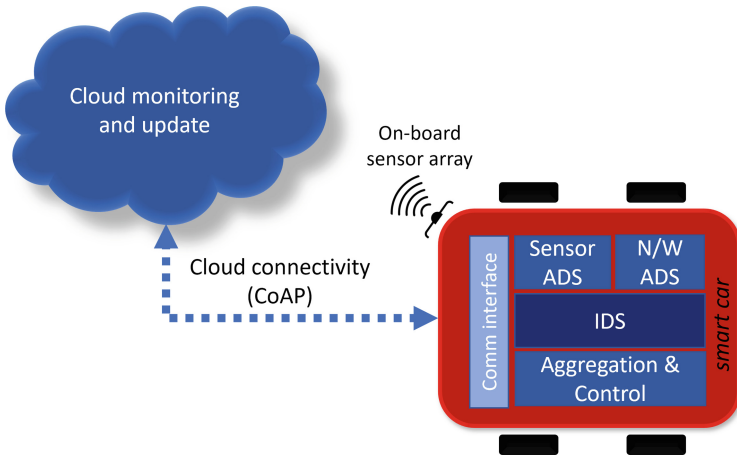 Cloud monitoring
and update
On-board
sensor array
Cloud connectivity
(CoAP)
Comm interface
Sensor
ADS
N/W
ADS
IDS
Aggregation &
Control
smart car